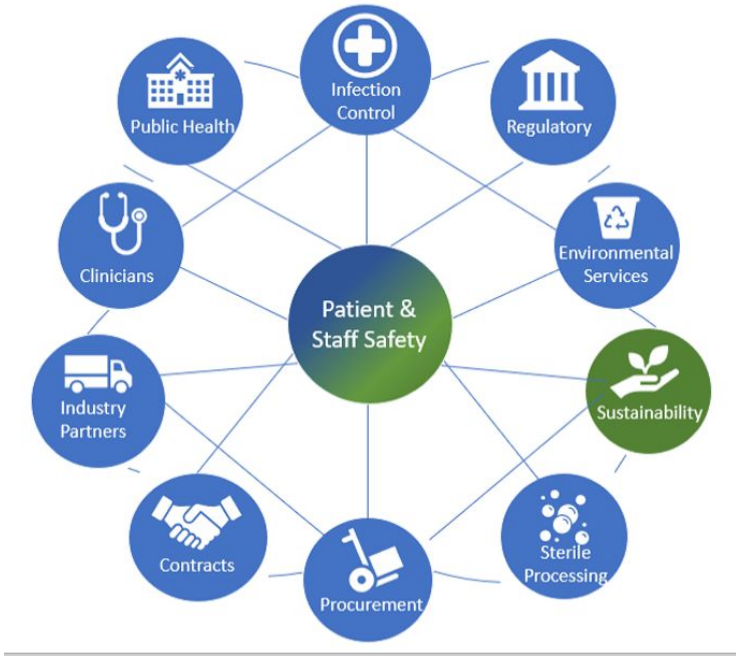 Infection
Control
Public Health
Regulatory
Clinicians
Environmental
Services
Patient &
Staff Safety
Industry
Partners
Sustainability
Contracts
Sterile
Processing
Procurement